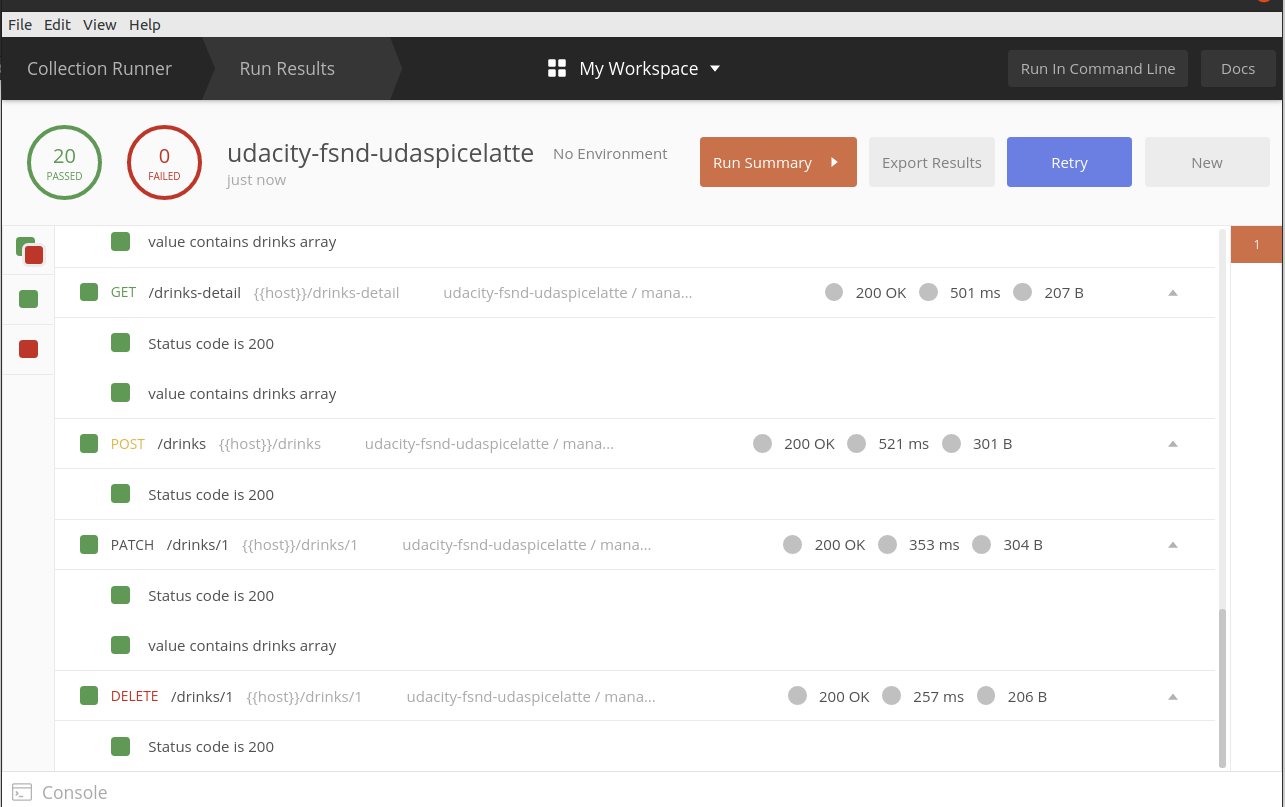 File Edit View Help
Collection Runner Run Results My Workspace Run In Command Line Docs
20 PASSED
0 FAILED
udacity-fsnd-udaspicelatte No Environment
just now
Run Summary Export Results Retry New
1
value contains drinks array
GET /drinks-detail {{host}}/drinks-detail udacity-fsnd-udaspicelatte / mana... 200 OK 501 ms 207 B
Status code is 200
value contains drinks array
POST /drinks {{host}}/drinks udacity-fsnd-udaspicelatte / mana... 200 OK 521 ms 301 B
Status code is 200
PATCH /drinks/1 {{host}}/drinks/1 udacity-fsnd-udaspicelatte / mana... 200 OK 353 ms 304 B
Status code is 200
value contains drinks array
DELETE /drinks/1 {{host}}/drinks/1 udacity-fsnd-udaspicelatte / mana... 200 OK 257 ms 206 B
Status code is 200
Console